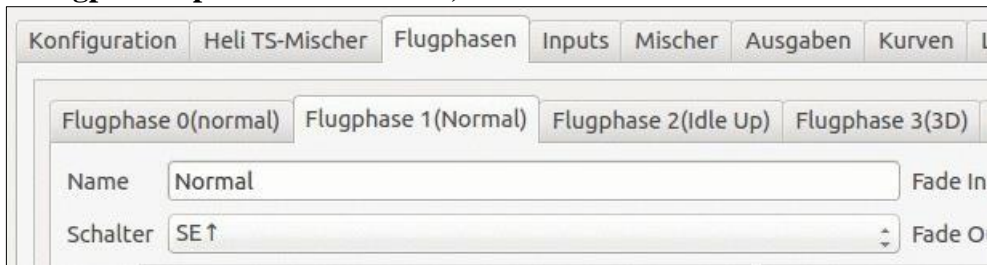 Konfiguration Heli TS-Mischer Flugphasen Inputs Mischer Ausgaben Kurven
Flugphase 0(normal) Flugphase 1(Normal) Flugphase 2(Idle Up) Flugphase 3(3D)
Name Normal Fade In
Schalter SE↑ Fade